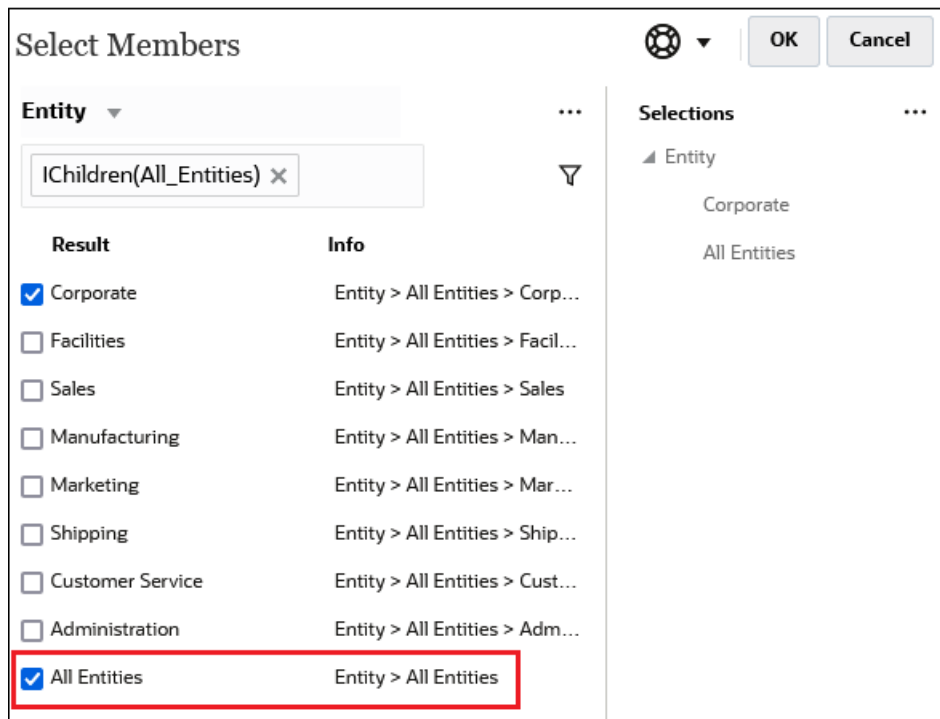 Select Members
OK
Cancel
Entity
...
IChildren(All_Entities) ×
Result Info
Corporate Entity > All Entities > Corp...
Facilities Entity > All Entities > Facil...
Sales Entity > All Entities > Sales
Manufacturing Entity > All Entities > Man...
Marketing Entity > All Entities > Mar...
Shipping Entity > All Entities > Ship...
Customer Service Entity > All Entities > Cust...
Administration Entity > All Entities > Adm...
All Entities Entity > All Entities
Selections
...
Entity
Corporate
All Entities